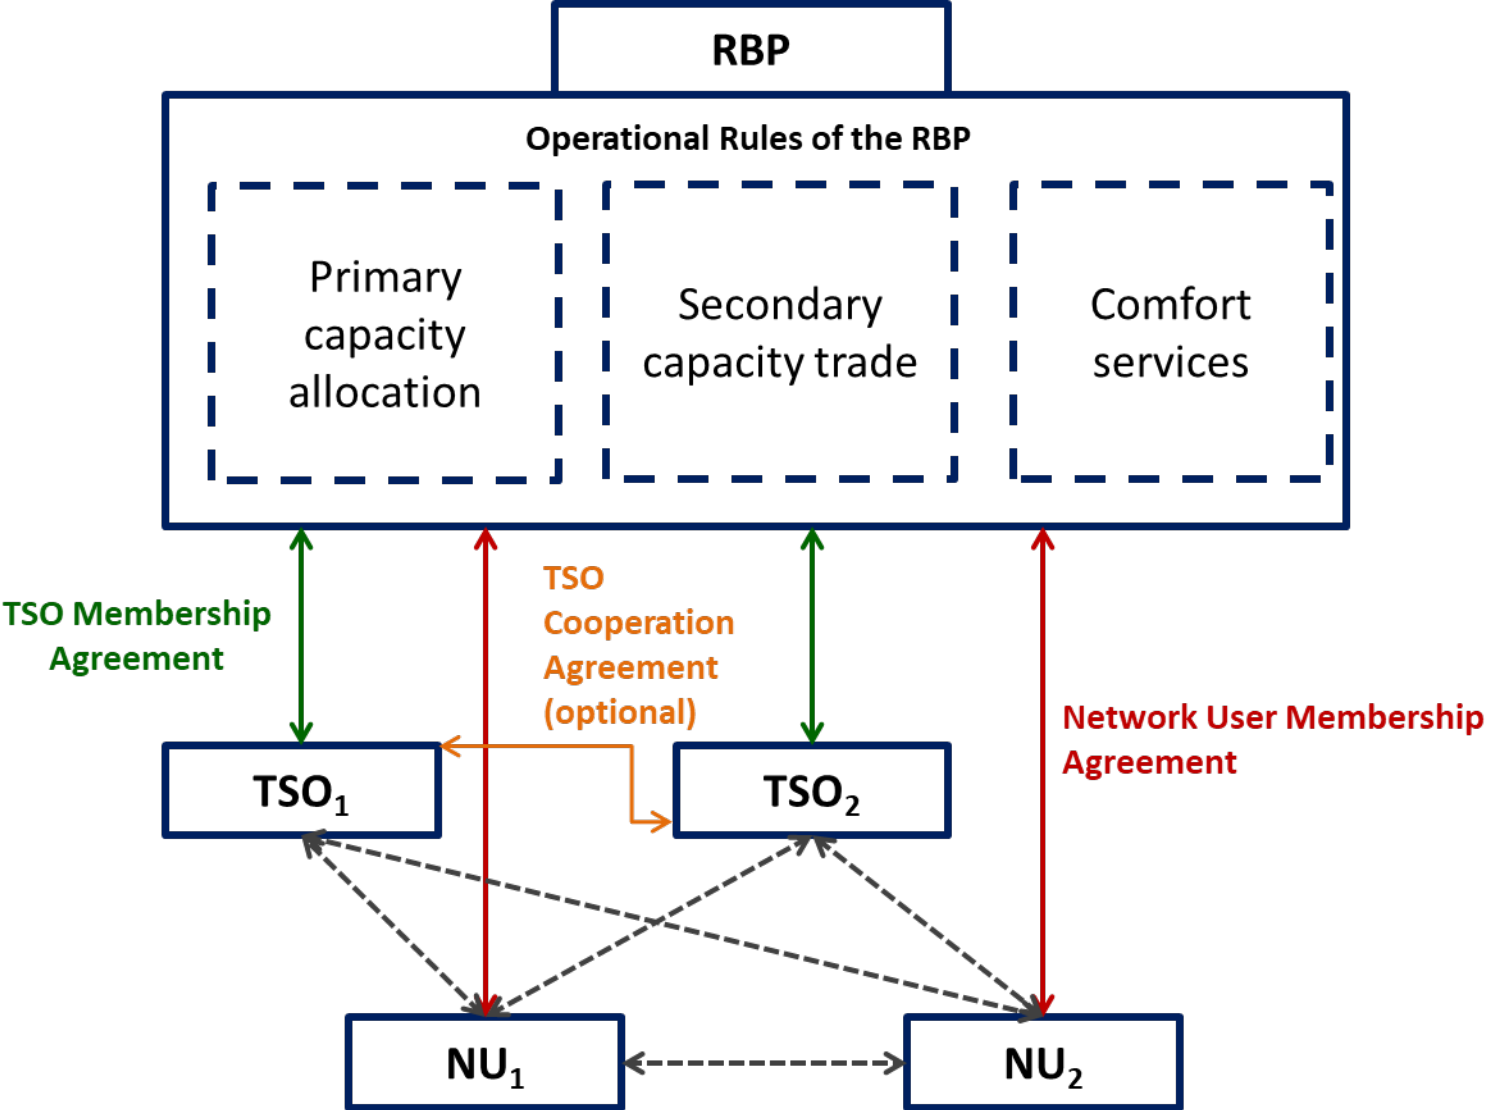 RBP
Operational Rules of the RBP
Primary
capacity
allocation
Secondary
capacity trade
Comfort
services
TSO Membership
Agreement
TSO
Cooperation
Agreement
(optional)
Network User Membership
Agreement
TSO₁
TSO₂
NU₁
NU₂